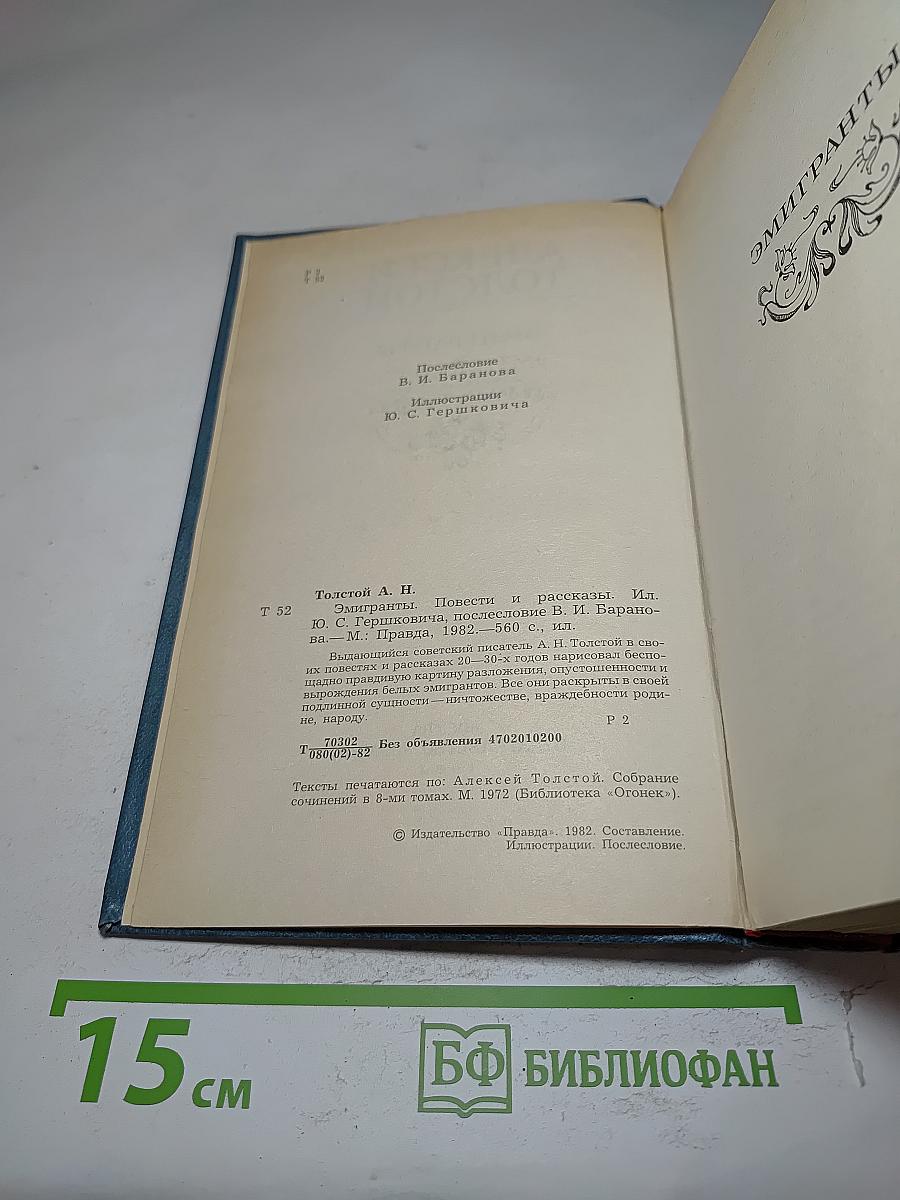 Р 2
Т 52
Послесловие
В. И. Баранова
Иллюстрации
Ю. С. Гершковича
Толстой А. Н.
Т 52
Эмигранты. Повести и рассказы. Ил.
Ю. С. Гершковича, послесловие В. И. Барано-
ва.— М.: Правда, 1982.—560 с., ил.
Выдающийся советский писатель А. Н. Толстой в сво-
их повестях и рассказах 20—30-х годов нарисовал беспо-
щадно правдивую картину разложения, опустошенности и
вырождения белых эмигрантов. Все они раскрыты в своей
подлинной сущности—ничтожестве, враждебности роди-
не, народу.
Р 2
Т 70302
080(02)-82 Без объявления 4702010200
Тексты печатаются по: Алексей Толстой. Собрание
сочинений в 8-ми томах. М. 1972 (Библиотека «Огонек»).
© Издательство «Правда». 1982. Составление.
Иллюстрации. Послесловие.
ЭМИГРАНТЫ
15 см
БФ БИБЛИОФАН